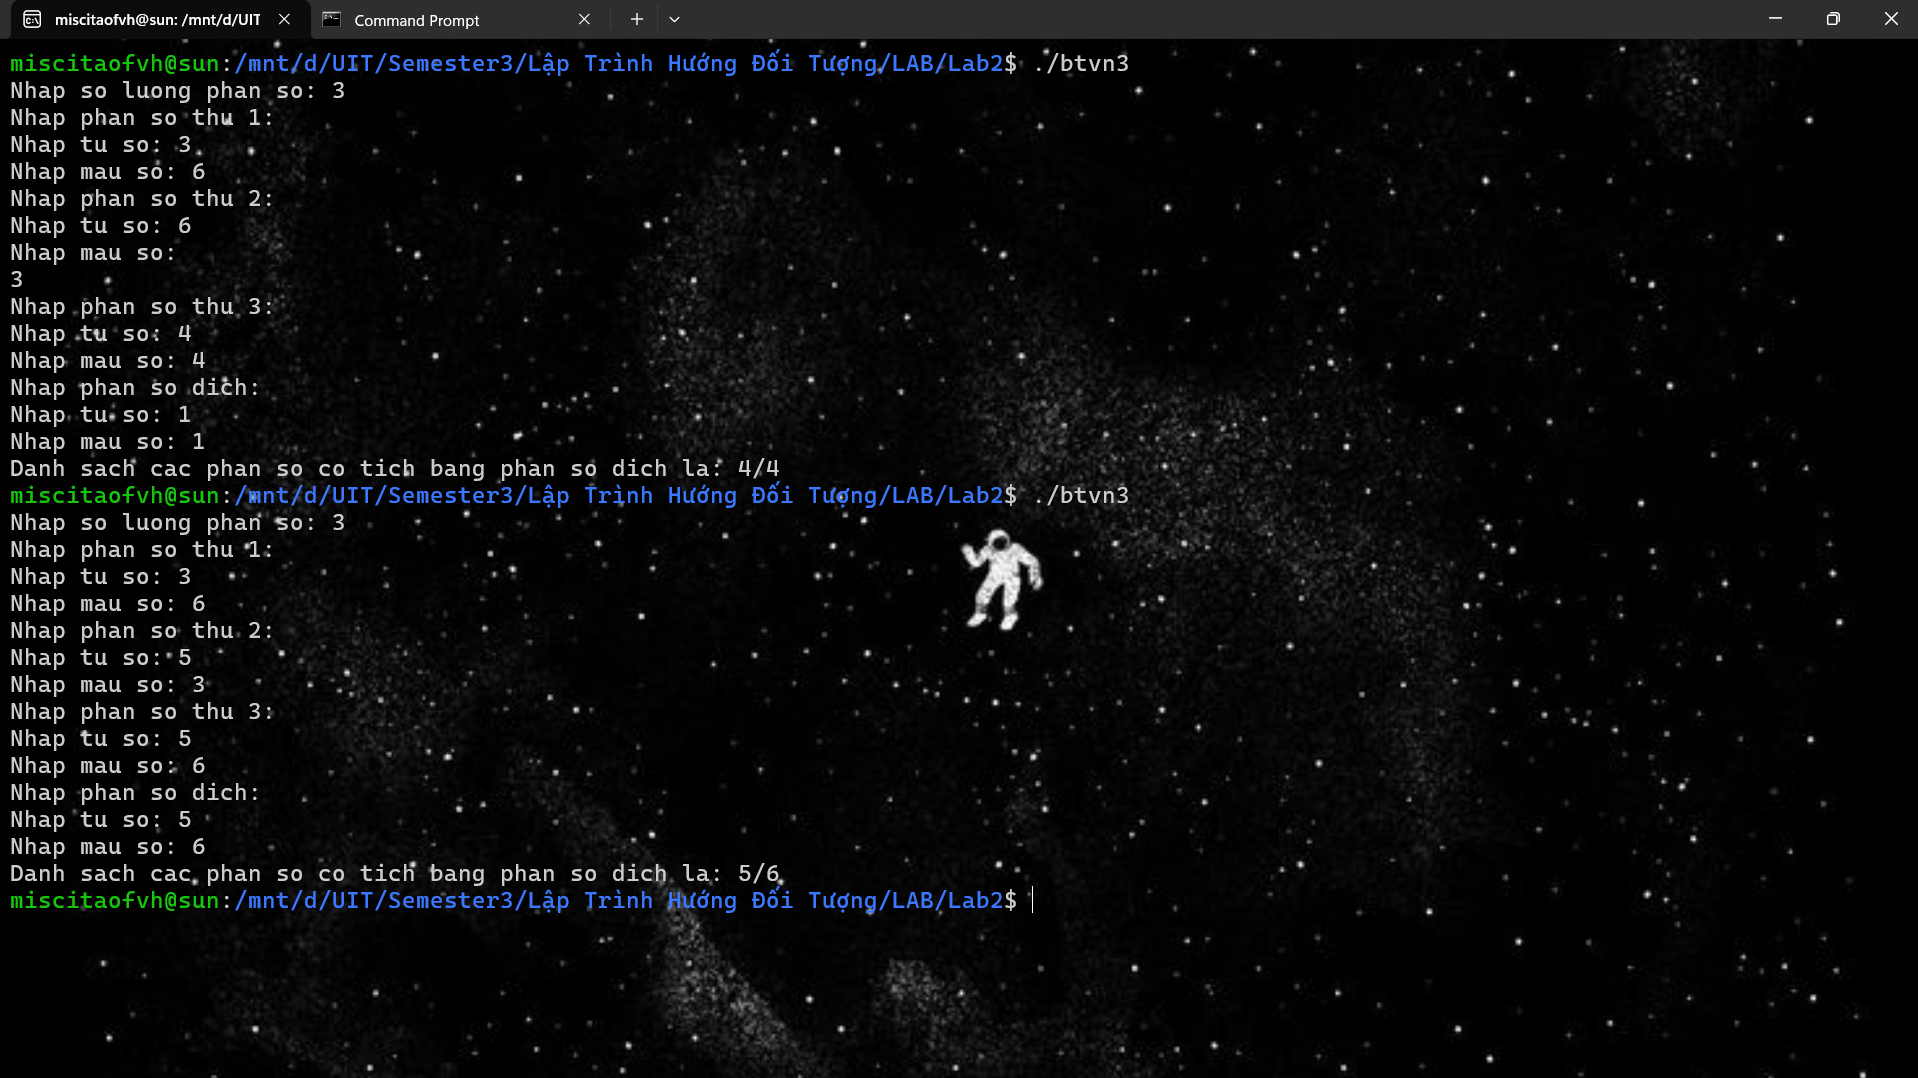 miscitaofvh@sun: /mnt/d/UIT
Command Prompt
miscitaofvh@sun:/mnt/d/UIT/Semester3/Lập Trình Hướng Đối Tượng/LAB/Lab2$ ./btvn3
Nhap so luong phan so: 3
Nhap phan so thu 1:
Nhap tu so: 3
Nhap mau so: 6
Nhap phan so thu 2:
Nhap tu so: 6
Nhap mau so:
3
Nhap phan so thu 3:
Nhap tu so: 4
Nhap mau so: 4
Nhap phan so dich:
Nhap tu so: 1
Nhap mau so: 1
Danh sach cac phan so co tich bang phan so dich la: 4/4
miscitaofvh@sun:/mnt/d/UIT/Semester3/Lập Trình Hướng Đối Tượng/LAB/Lab2$ ./btvn3
Nhap so luong phan so: 3
Nhap phan so thu 1:
Nhap tu so: 3
Nhap mau so: 6
Nhap phan so thu 2:
Nhap tu so: 5
Nhap mau so: 3
Nhap phan so thu 3:
Nhap tu so: 5
Nhap mau so: 6
Nhap phan so dich:
Nhap tu so: 5
Nhap mau so: 6
Danh sach cac phan so co tich bang phan so dich la: 5/6
miscitaofvh@sun:/mnt/d/UIT/Semester3/Lập Trình Hướng Đối Tượng/LAB/Lab2$